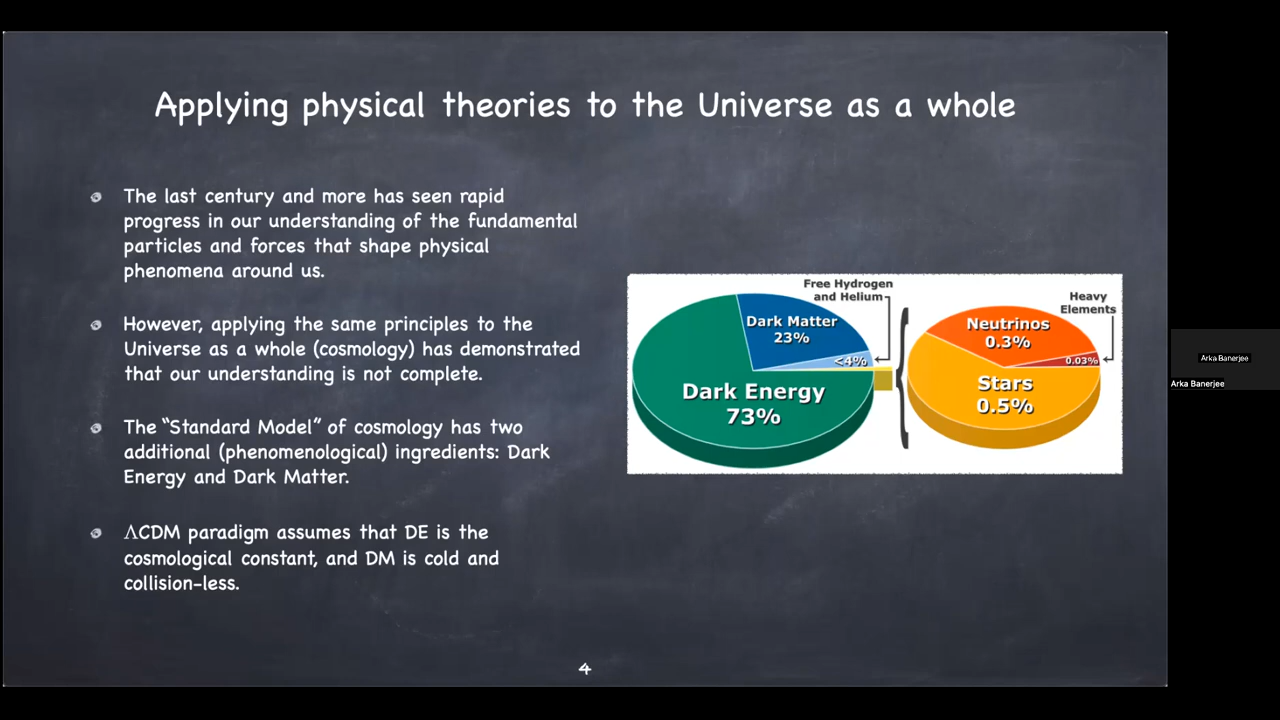 Applying physical theories to the Universe as a whole
The last century and more has seen rapid
progress in our understanding of the fundamental
particles and forces that shape physical
phenomena around us.
However, applying the same principles to the
Universe as a whole (cosmology) has demonstrated
that our understanding is not complete.
The “Standard Model” of cosmology has two
additional (phenomenological) ingredients: Dark
Energy and Dark Matter.
ΛCDM paradigm assumes that DE is the
cosmological constant, and DM is cold and
collision-less.
Free Hydrogen
and Helium
Dark Matter
23%
<4%
Dark Energy
73%
Heavy
Elements
Neutrinos
0.3%
0.03%
Stars
0.5%
4
Arka Banerjee
Arka Banerjee